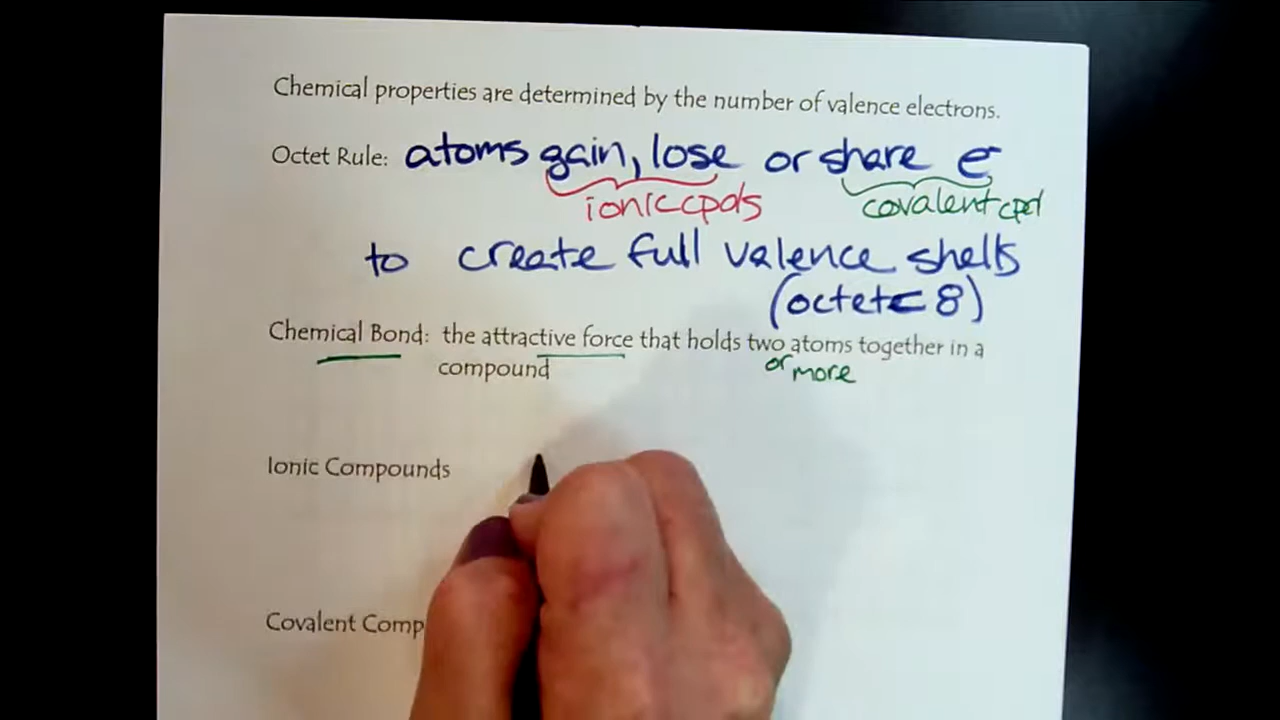 Chemical properties are determined by the number of valence electrons.
Octet Rule: atoms gain, lose or share e⁻
ionic cpds covalent cpd
to create full valence shells
(octet = 8)
Chemical Bond: the attractive force that holds two atoms together in a
or more
compound
Ionic Compounds
Covalent Comp